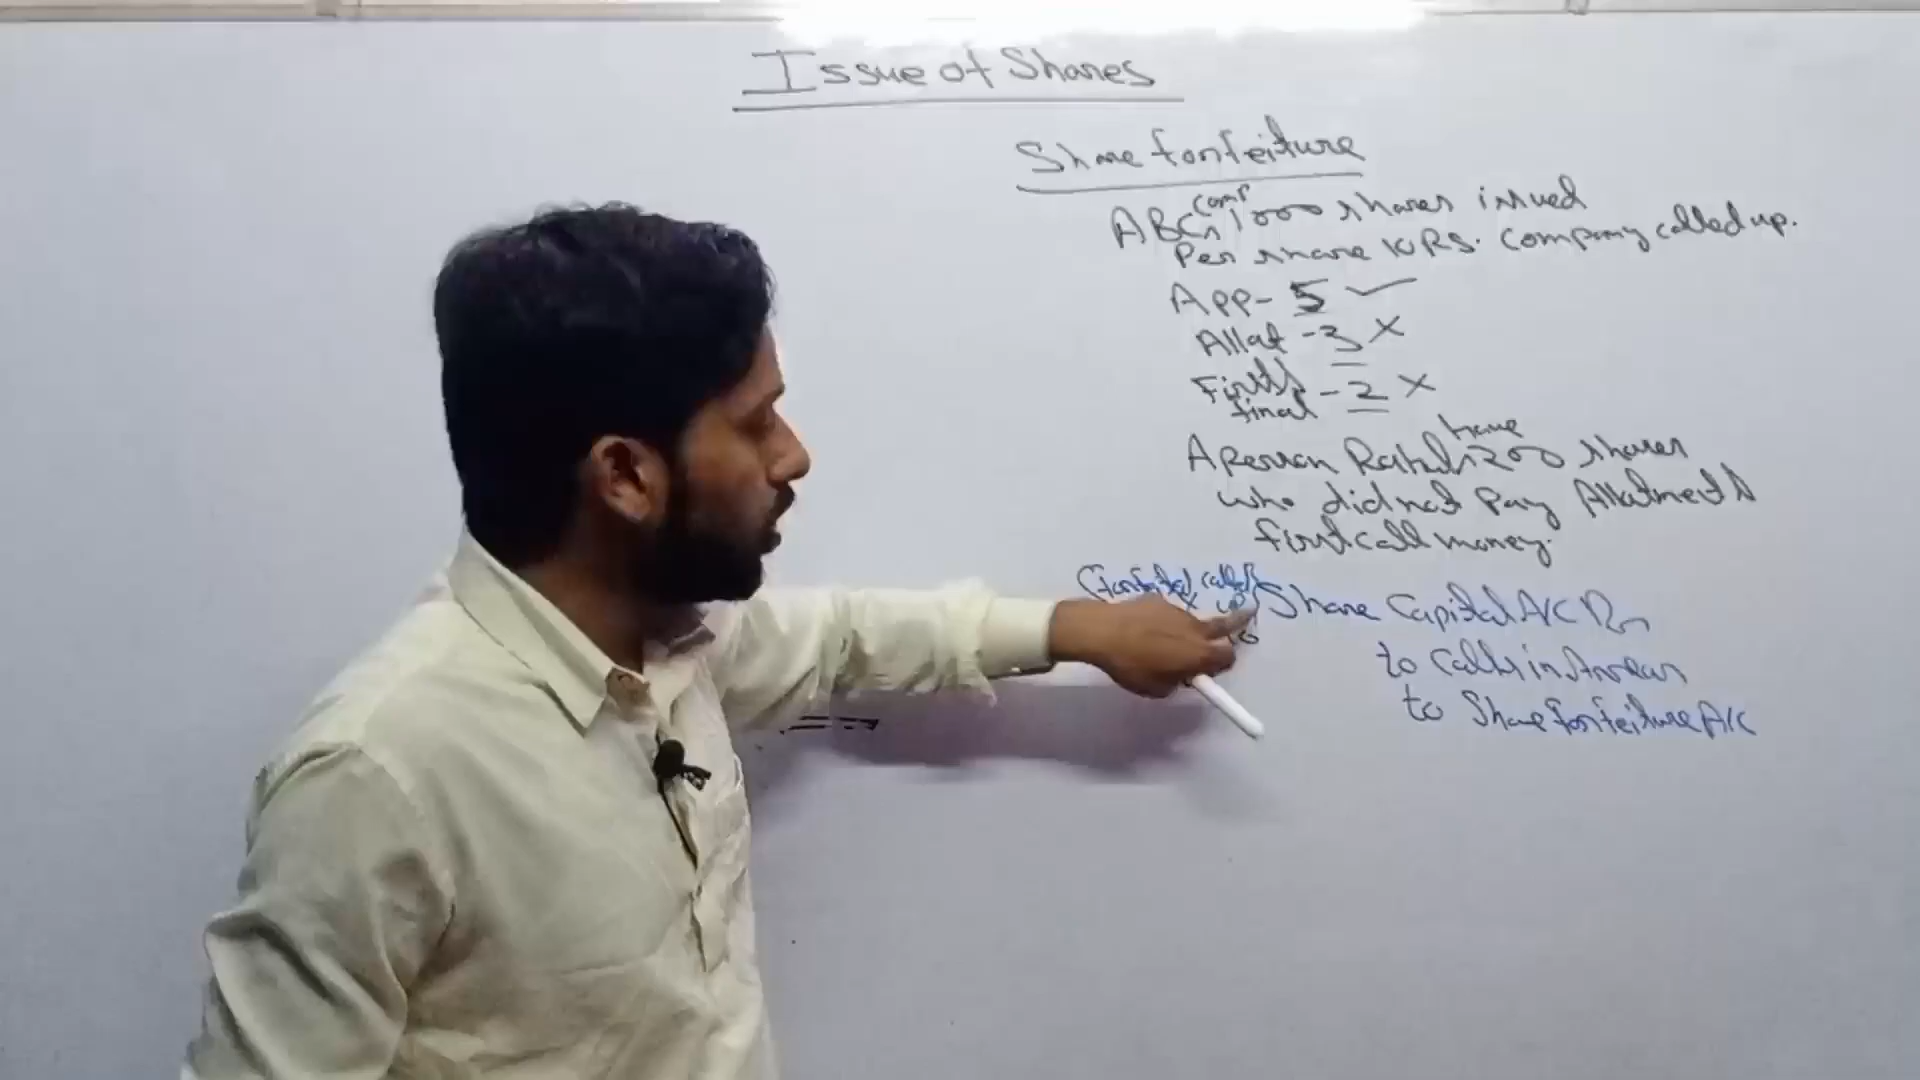 Issue of Shares
Share forfeiture
ABC comp 1000 shares issued
Per share 10 RS. company called up.
App- 5 ✓
Allot - 3 ×
First &
final - 2 ×
A Person have 200 shares
who did not pay Allotment &
first call money.
Share Capital A/c Dr
to Calls in Arrear
to Share forfeiture A/c